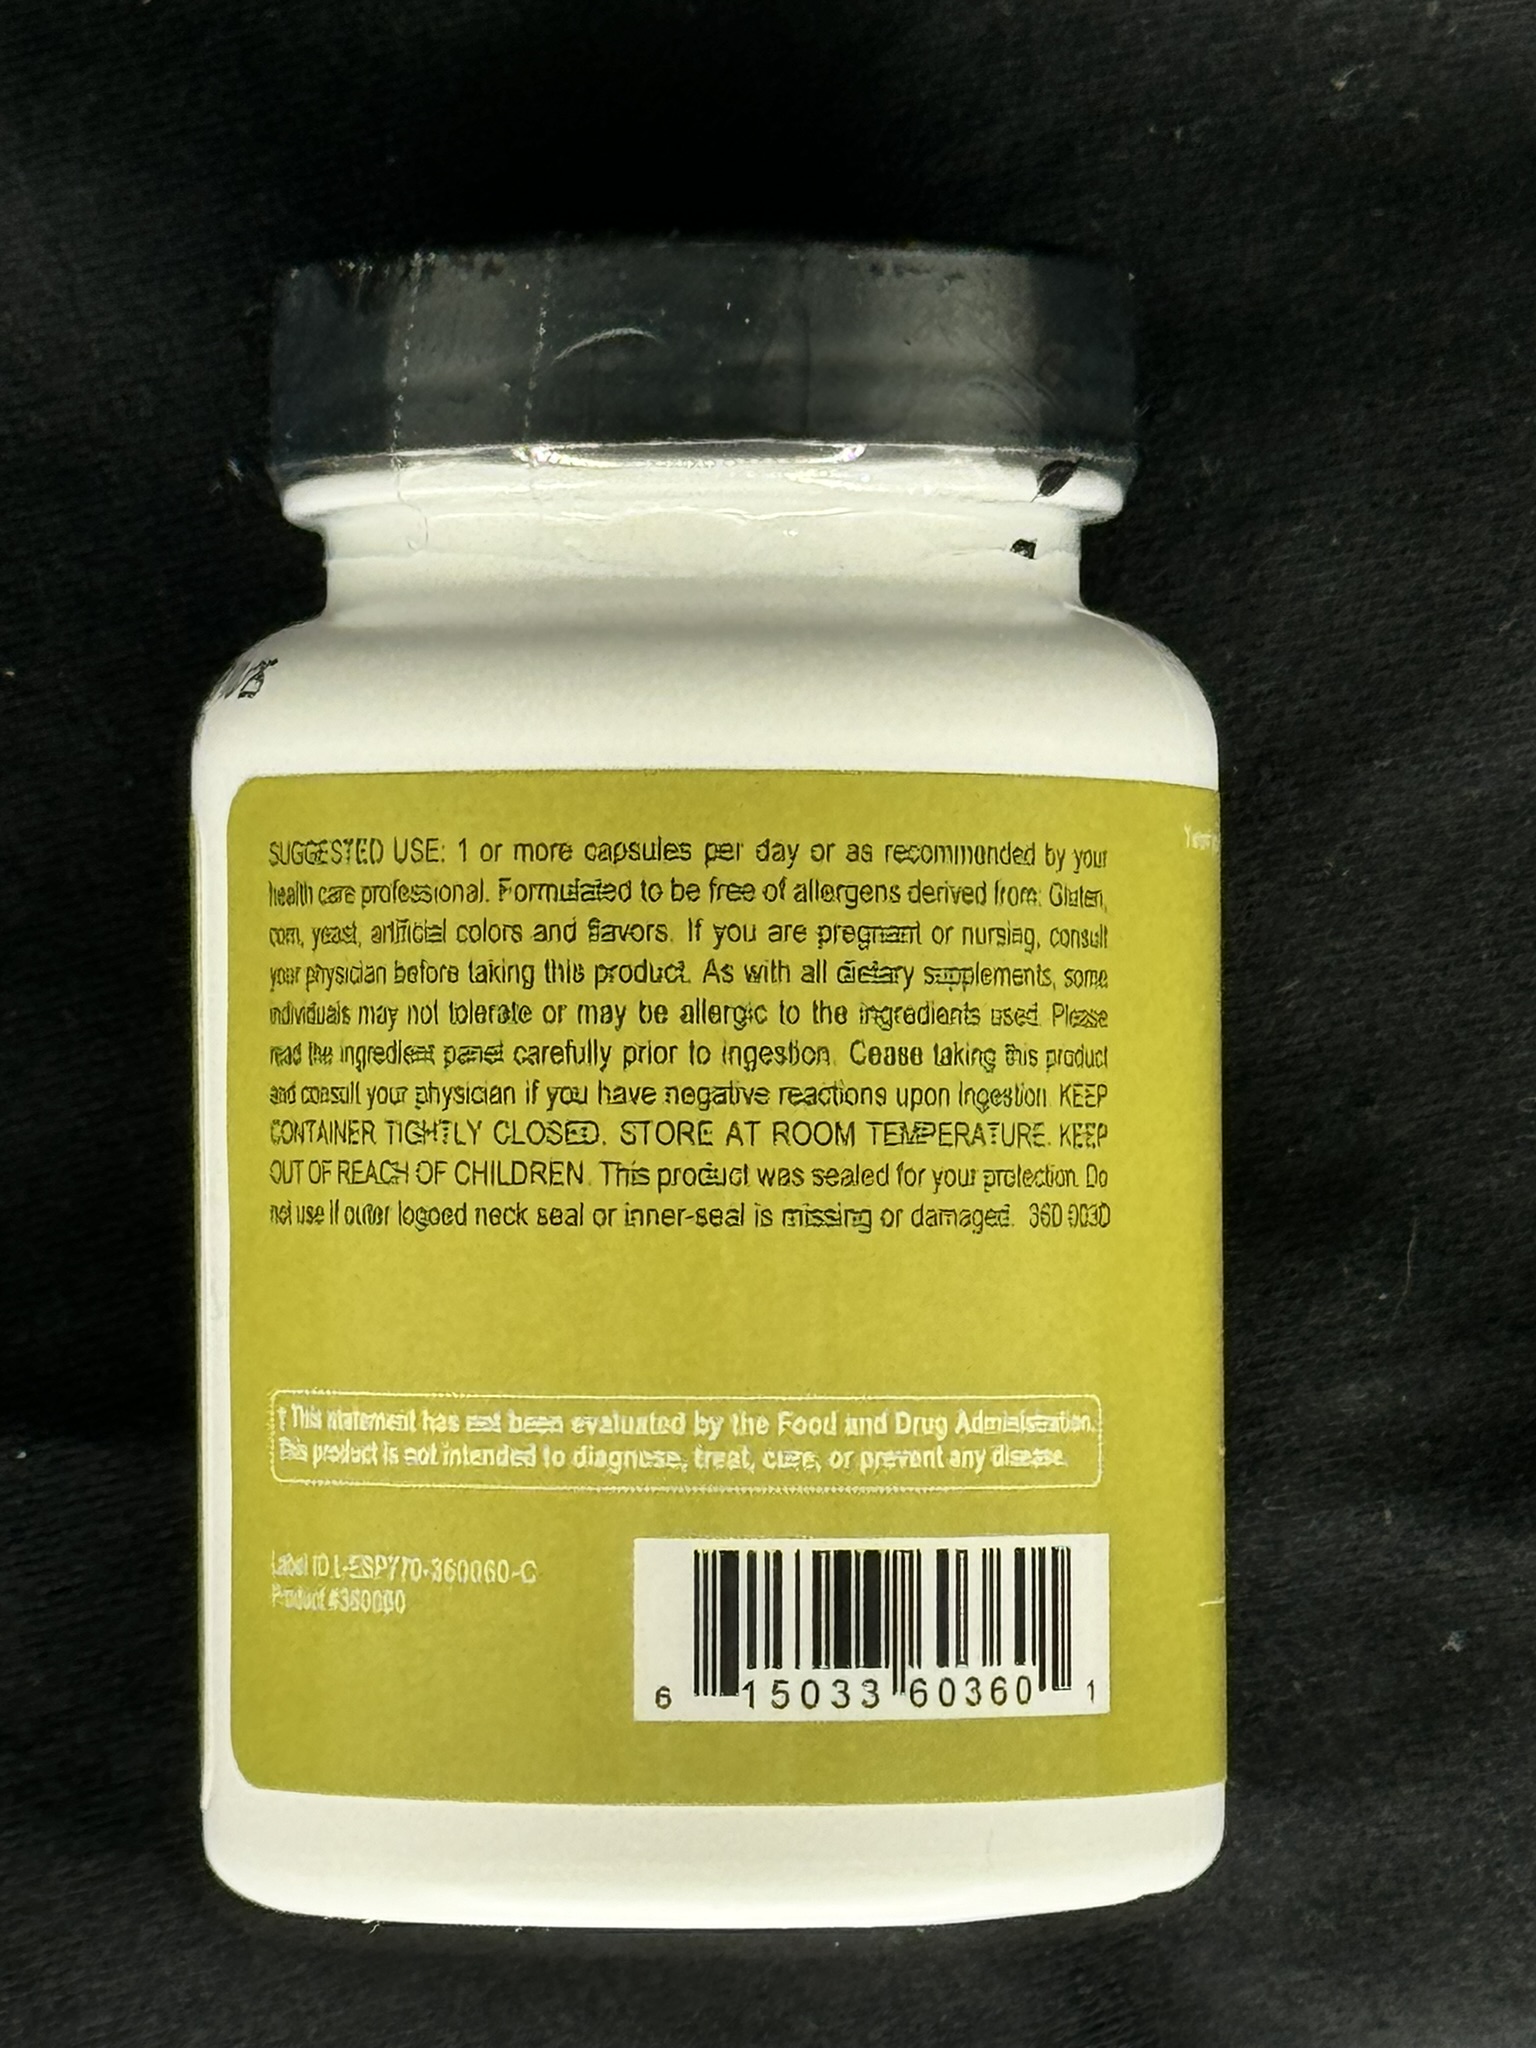 SUGGESTED USE: 1 or more capsules per day or as recommended by your
health care professional. Formulated to be free of allergens derived from: Gluten,
corn, yeast, artificial colors and flavors. If you are pregnant or nursing, consult
your physician before taking this product. As with all dietary supplements, some
individuals may not tolerate or may be allergic to the ingredients used. Please
read the ingredient panel carefully prior to ingestion. Cease taking this product
and consult your physician if you have negative reactions upon ingestion. KEEP
CONTAINER TIGHTLY CLOSED. STORE AT ROOM TEMPERATURE. KEEP
OUT OF REACH OF CHILDREN. This product was sealed for your protection. Do
not use if outer logoed neck seal or inner-seal is missing or damaged.
† This statement has not been evaluated by the Food and Drug Administration.
This product is not intended to diagnose, treat, cure, or prevent any disease.
Label ID
Product
6 15033 60360 1